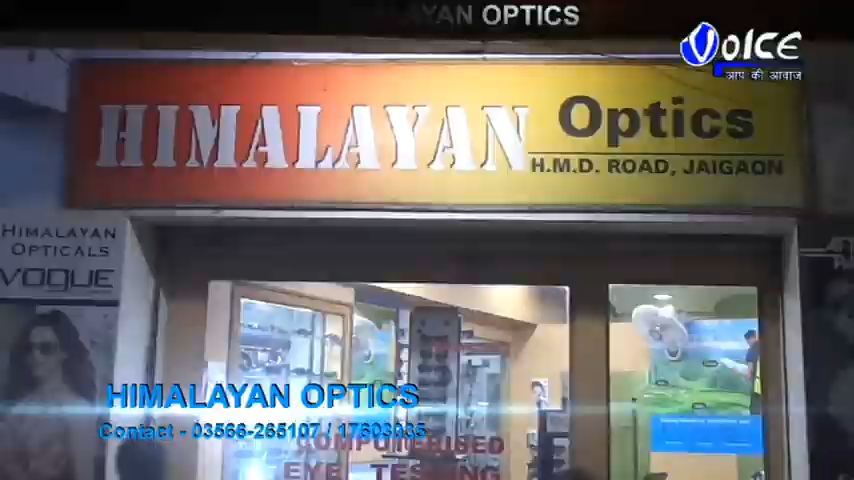 HIMALAYAN OPTICS
VOICE
आप की आवाज
HIMALAYAN Optics
H.M.D. ROAD, JAIGAON
HIMALAYAN
OPTICALS
VOGUE
HIMALAYAN OPTICS
Contact - 03566-265107 / 17603035
COMPUTERISED
EYE TESTING